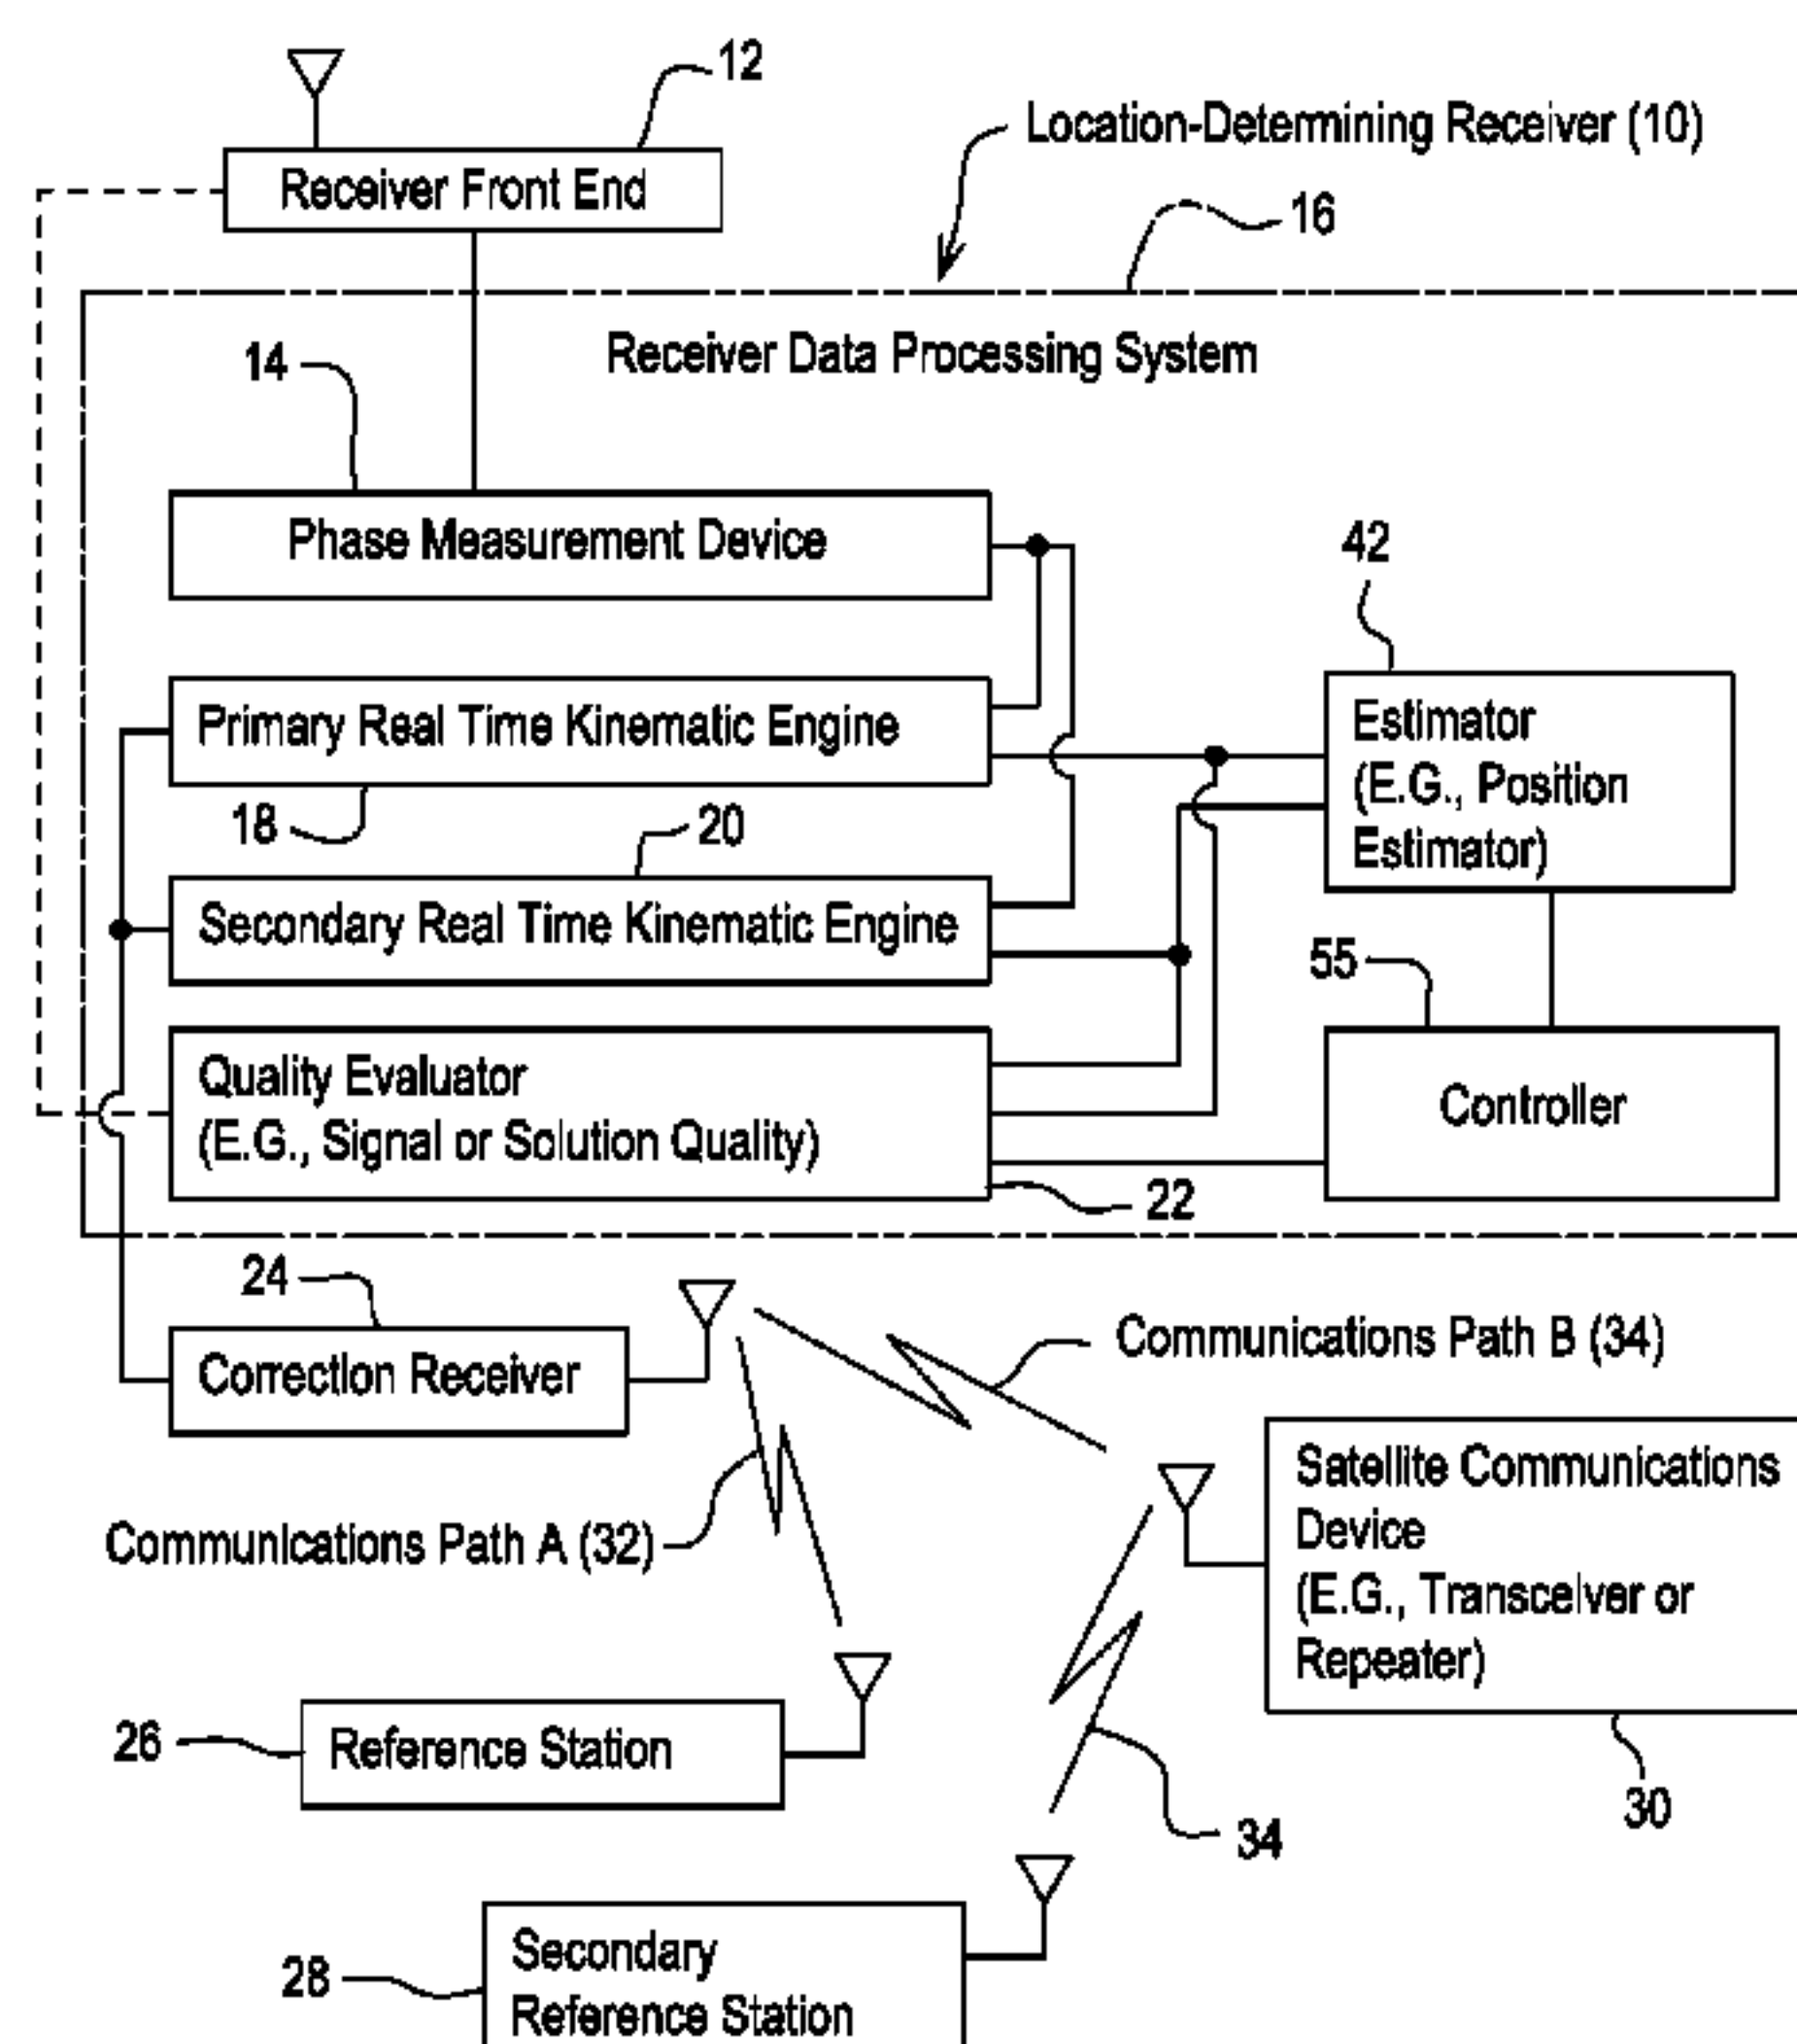 12
Location-Determining Receiver (10)
Receiver Front End
16
Receiver Data Processing System
14
Phase Measurement Device
42
Primary Real Time Kinematic Engine
Estimator
(E.G., Position
Estimator)
18
20
Secondary Real Time Kinematic Engine
55
Quality Evaluator
(E.G., Signal or Solution Quality)
Controller
22
24
Correction Receiver
Communications Path B (34)
Communications Path A (32)
Satellite Communications
Device
(E.G., Transceiver or
Repeater)
26
Reference Station
30
34
28
Secondary
Reference Station